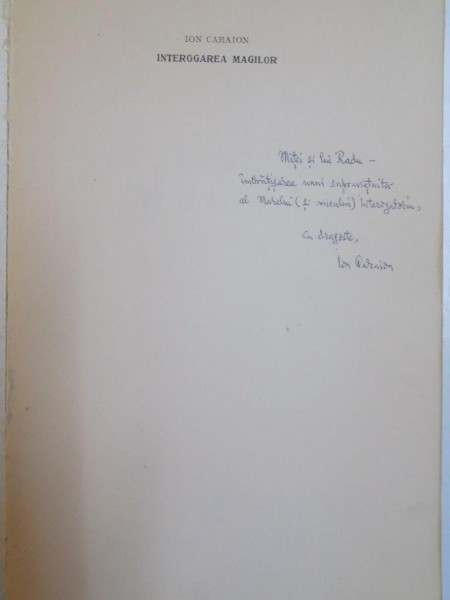 ION CARAION
INTEROGAREA MAGILOR
Miței și lui Radu –
îmbrățișarea unui supraviețuitor
al Marelui (și micului) interogatoriu,
cu dragoste,
Ion Caraion